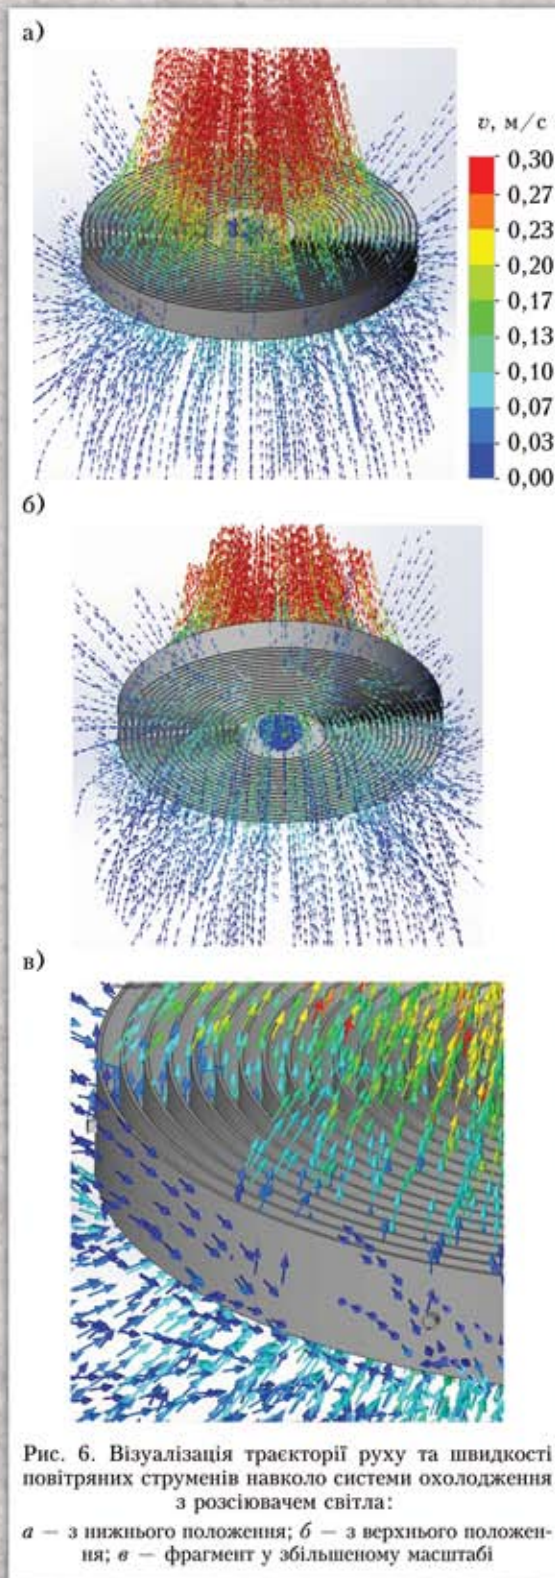 а)
v, м/с
0,30
0,27
0,23
0,20
0,17
0,13
0,10
0,07
0,03
0,00
б)
в)
Рис. 6. Візуалізація траєкторії руху та швидкості
повітряних струменів навколо системи охолодження
з розсіювачем світла:
а — з нижнього положення; б — з верхнього положен-
ня; в — фрагмент у збільшеному масштабі